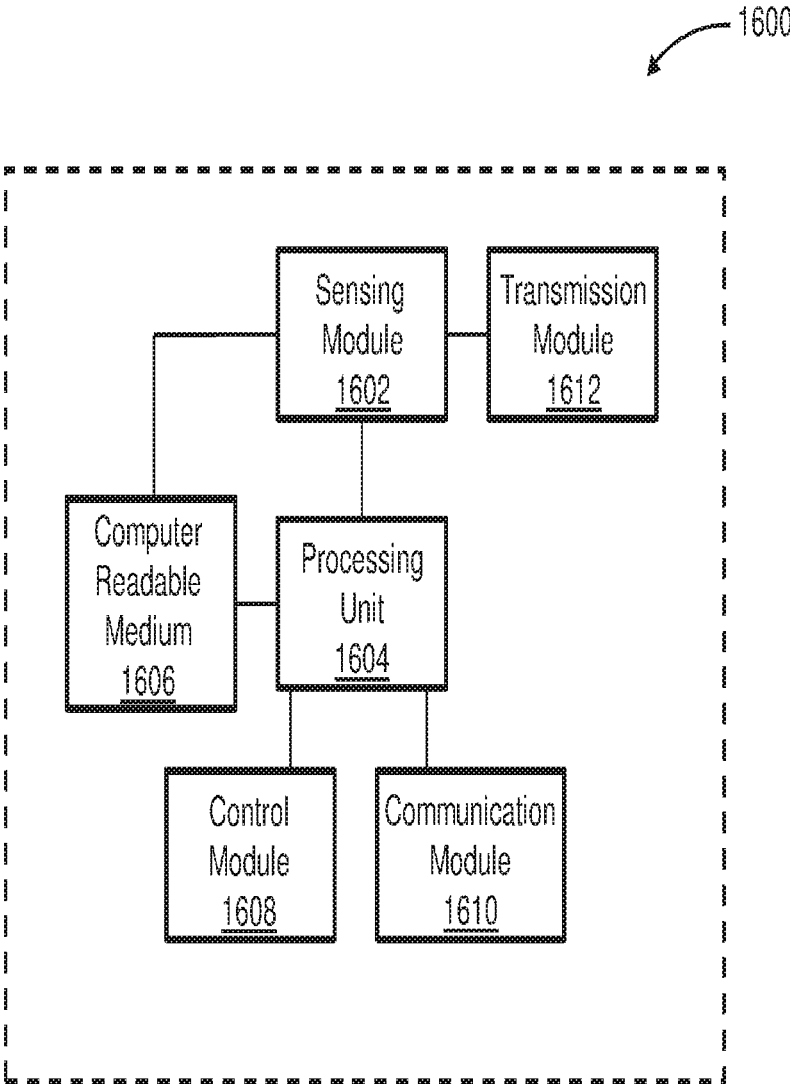 1600
Sensing
Module
1602
Transmission
Module
1612
Computer
Readable
Medium
1606
Processing
Unit
1604
Control
Module
1608
Communication
Module
1610